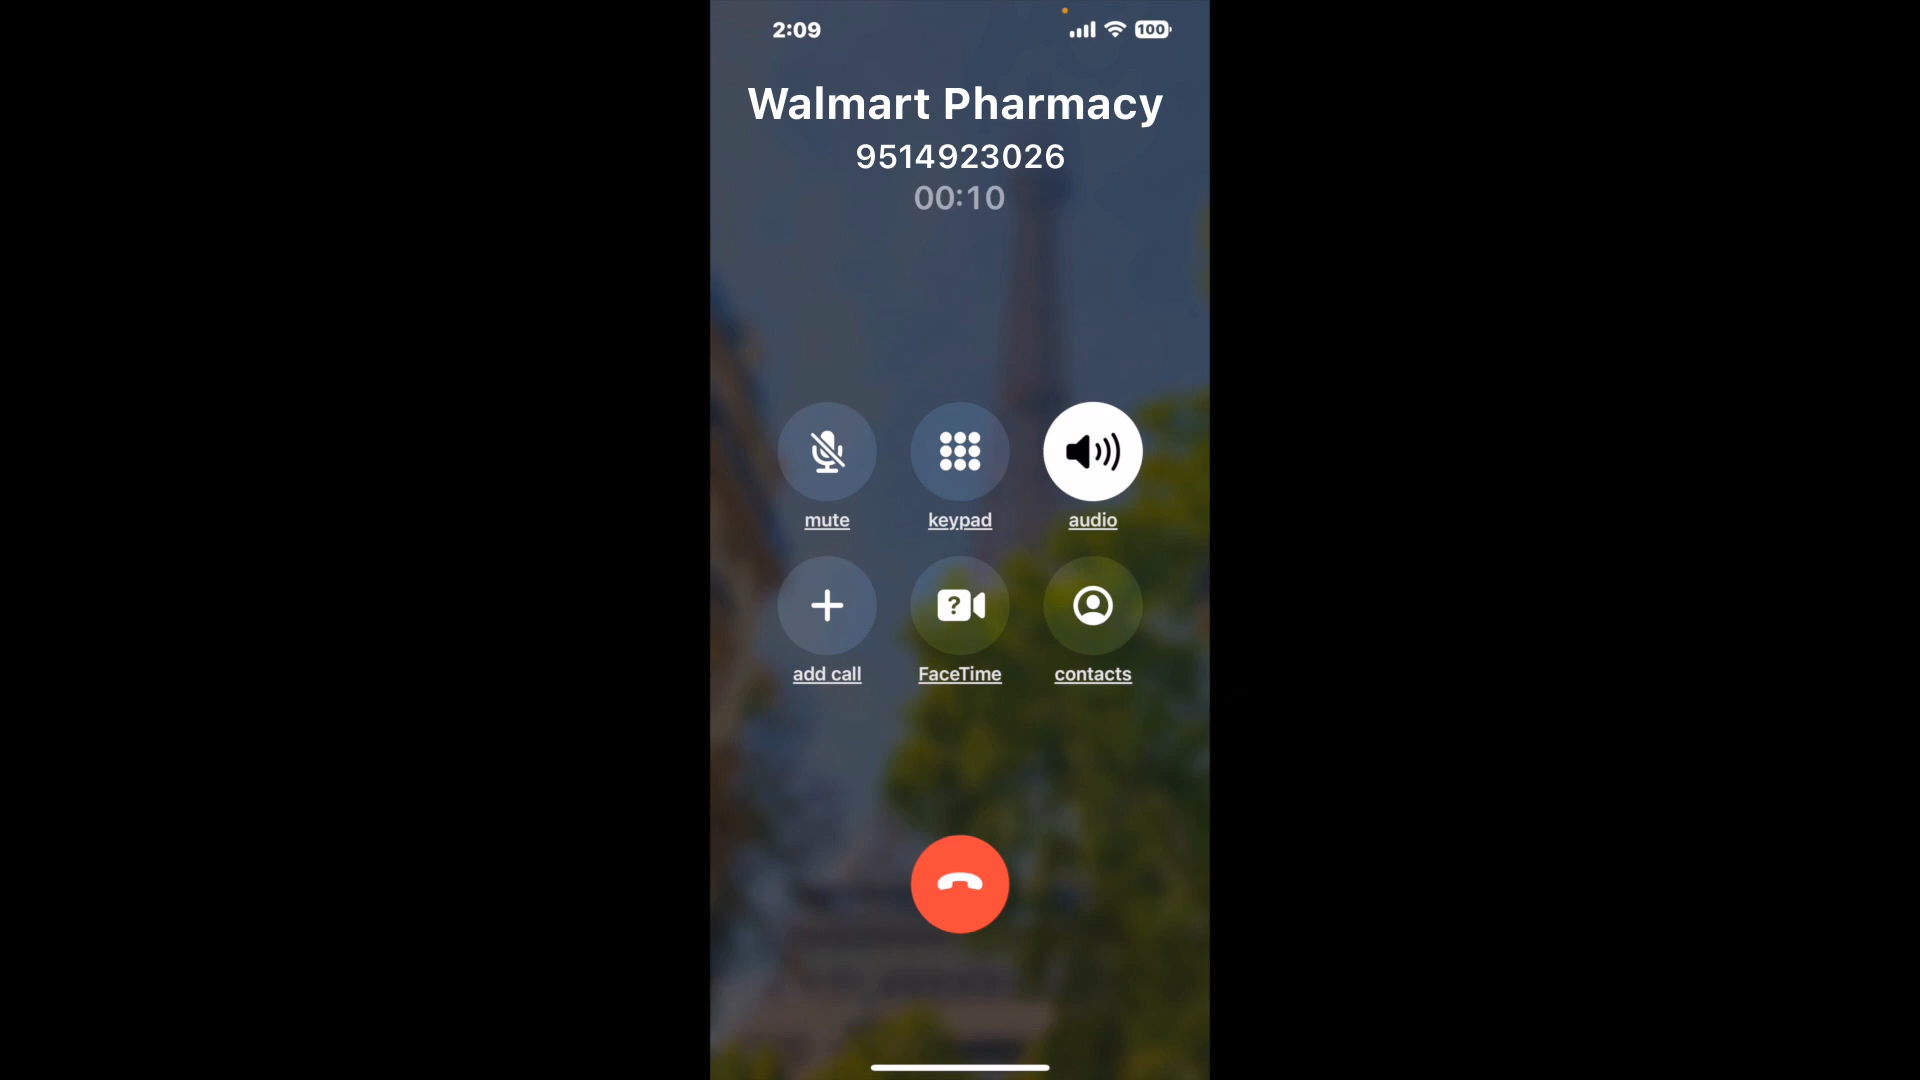 2:09
100
Walmart Pharmacy
9514923026
00:10
mute
keypad
audio
?
add call
FaceTime
contacts